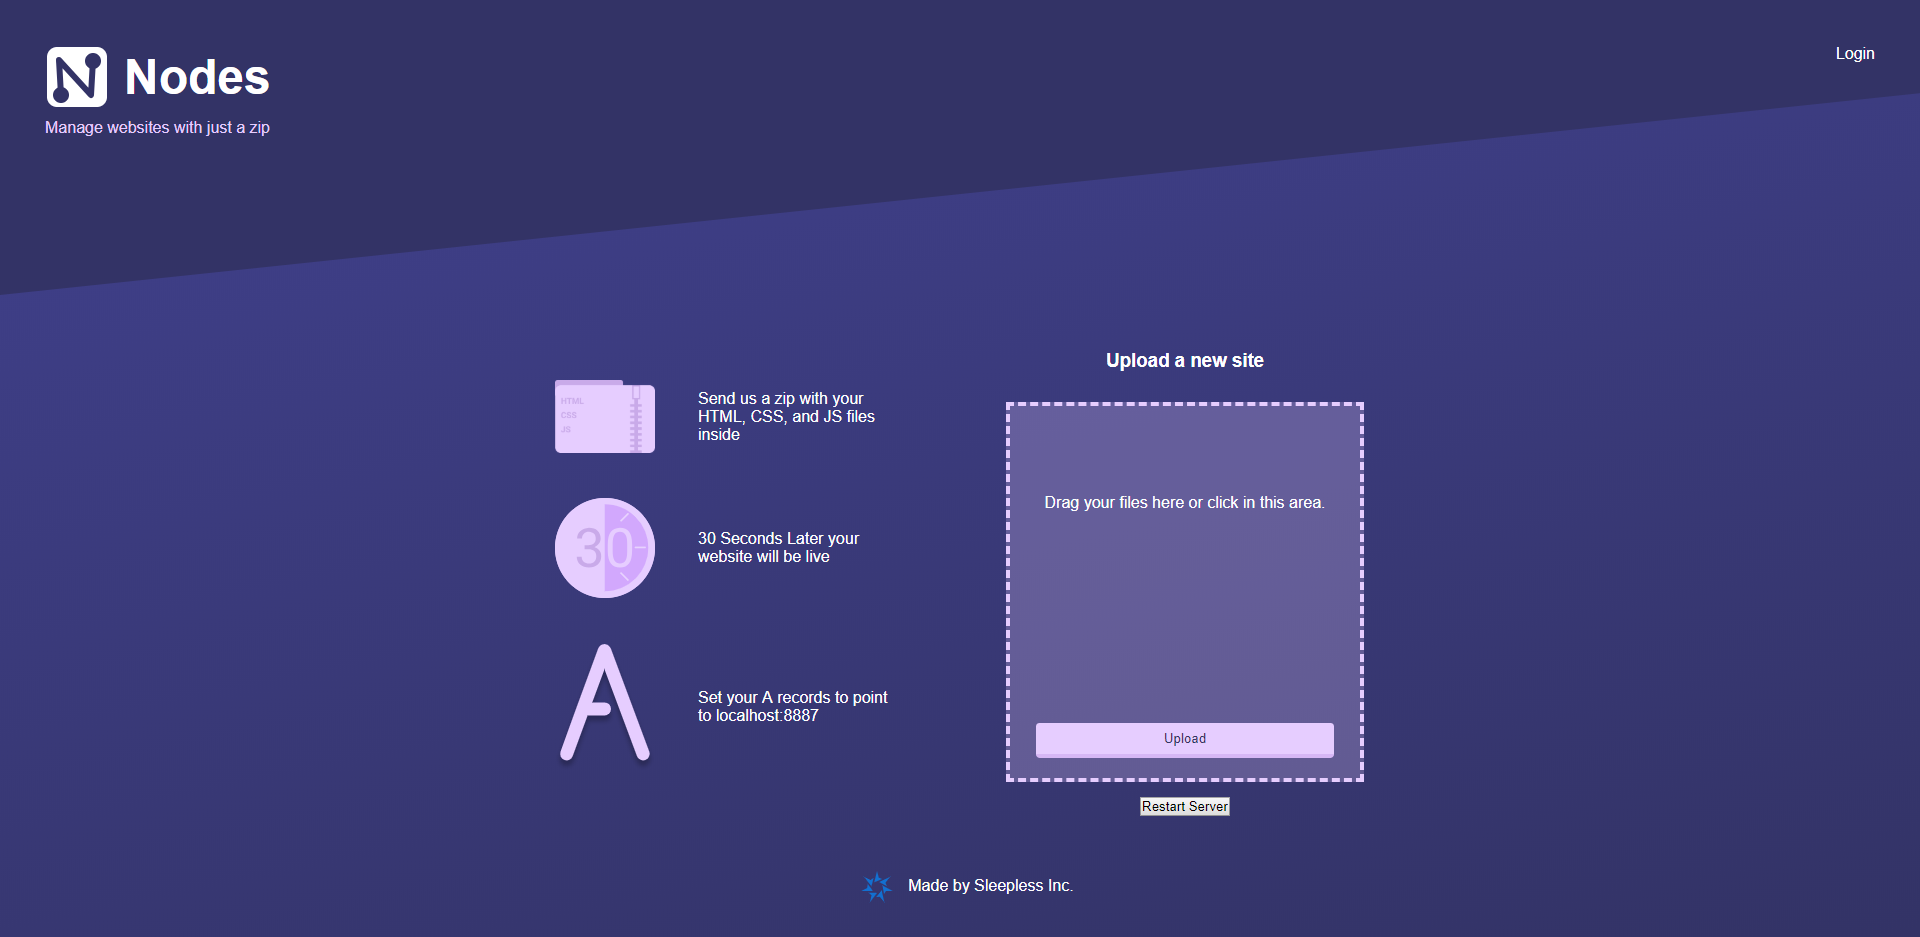 Nodes
Manage websites with just a zip
Login
HTML
CSS
JS
Send us a zip with your
HTML, CSS, and JS files
inside
30
30 Seconds Later your
website will be live
A
Set your A records to point
to localhost:8887
Upload a new site
Drag your files here or click in this area.
Upload
Restart Server
Made by Sleepless Inc.